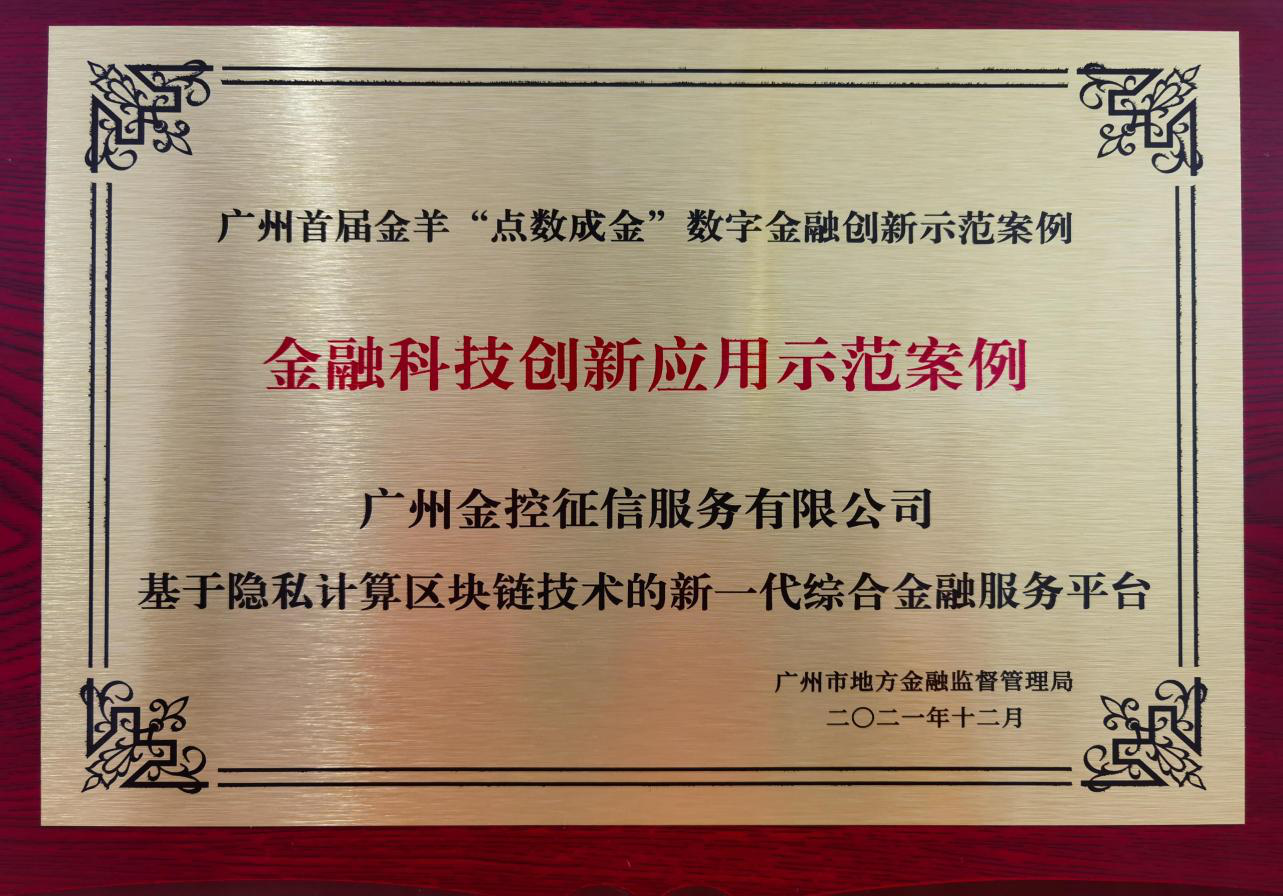 广州首届金羊“点数成金”数字金融创新示范案例
金融科技创新应用示范案例
广州金控征信服务有限公司
基于隐私计算区块链技术的新一代综合金融服务平台
广州市地方金融监督管理局
二〇二一年十二月